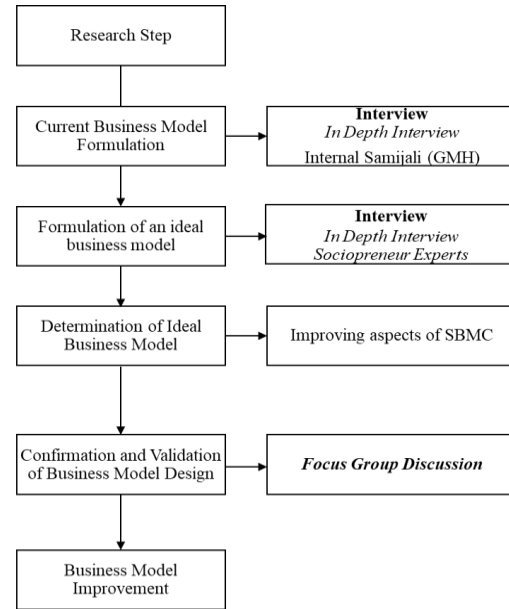 Research Step
Current Business Model
Formulation
Interview
In Depth Interview
Internal Samijali (GMH)
Formulation of an ideal
business model
Interview
In Depth Interview
Sociopreneur Experts
Determination of Ideal
Business Model
Improving aspects of SBMC
Confirmation and Validation
of Business Model Design
Focus Group Discussion
Business Model
Improvement